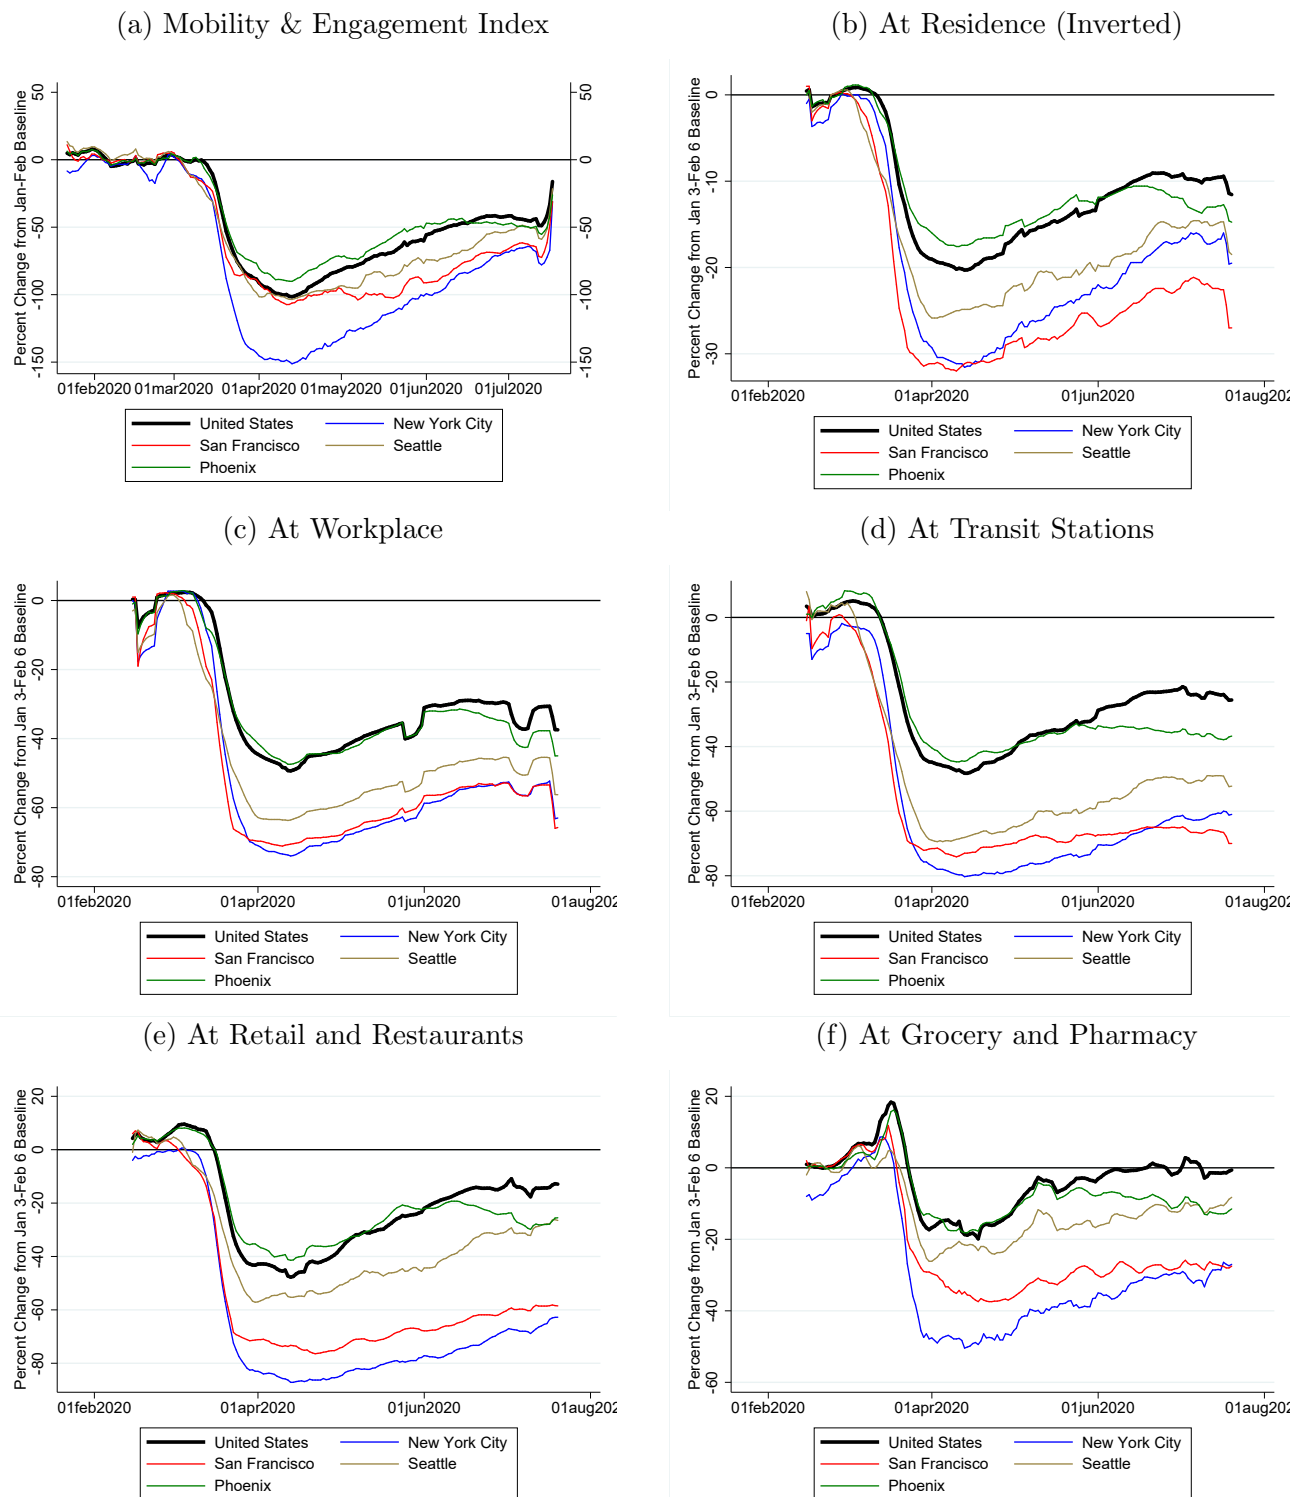 (a) Mobility & Engagement Index
Percent Change from Jan-Feb Baseline
50
0
-50
-100
-150
50
0
-50
-100
-150
01feb2020 01mar2020 01apr2020 01may2020 01jun2020 01jul2020
United States New York City
San Francisco Seattle
Phoenix
(b) At Residence (Inverted)
Percent Change from Jan 3-Feb 6 Baseline
0
-10
-20
-30
01feb2020 01apr2020 01jun2020 01aug202
United States New York City
San Francisco Seattle
Phoenix
(c) At Workplace
Percent Change from Jan 3-Feb 6 Baseline
0
-20
-40
-60
-80
01feb2020 01apr2020 01jun2020 01aug202
United States New York City
San Francisco Seattle
Phoenix
(d) At Transit Stations
Percent Change from Jan 3-Feb 6 Baseline
0
-20
-40
-60
-80
01feb2020 01apr2020 01jun2020 01aug202
United States New York City
San Francisco Seattle
Phoenix
(e) At Retail and Restaurants
Percent Change from Jan 3-Feb 6 Baseline
20
0
-20
-40
-60
-80
01feb2020 01apr2020 01jun2020 01aug202
United States New York City
San Francisco Seattle
Phoenix
(f) At Grocery and Pharmacy
Percent Change from Jan 3-Feb 6 Baseline
20
0
-20
-40
-60
01feb2020 01apr2020 01jun2020 01aug202
United States New York City
San Francisco Seattle
Phoenix